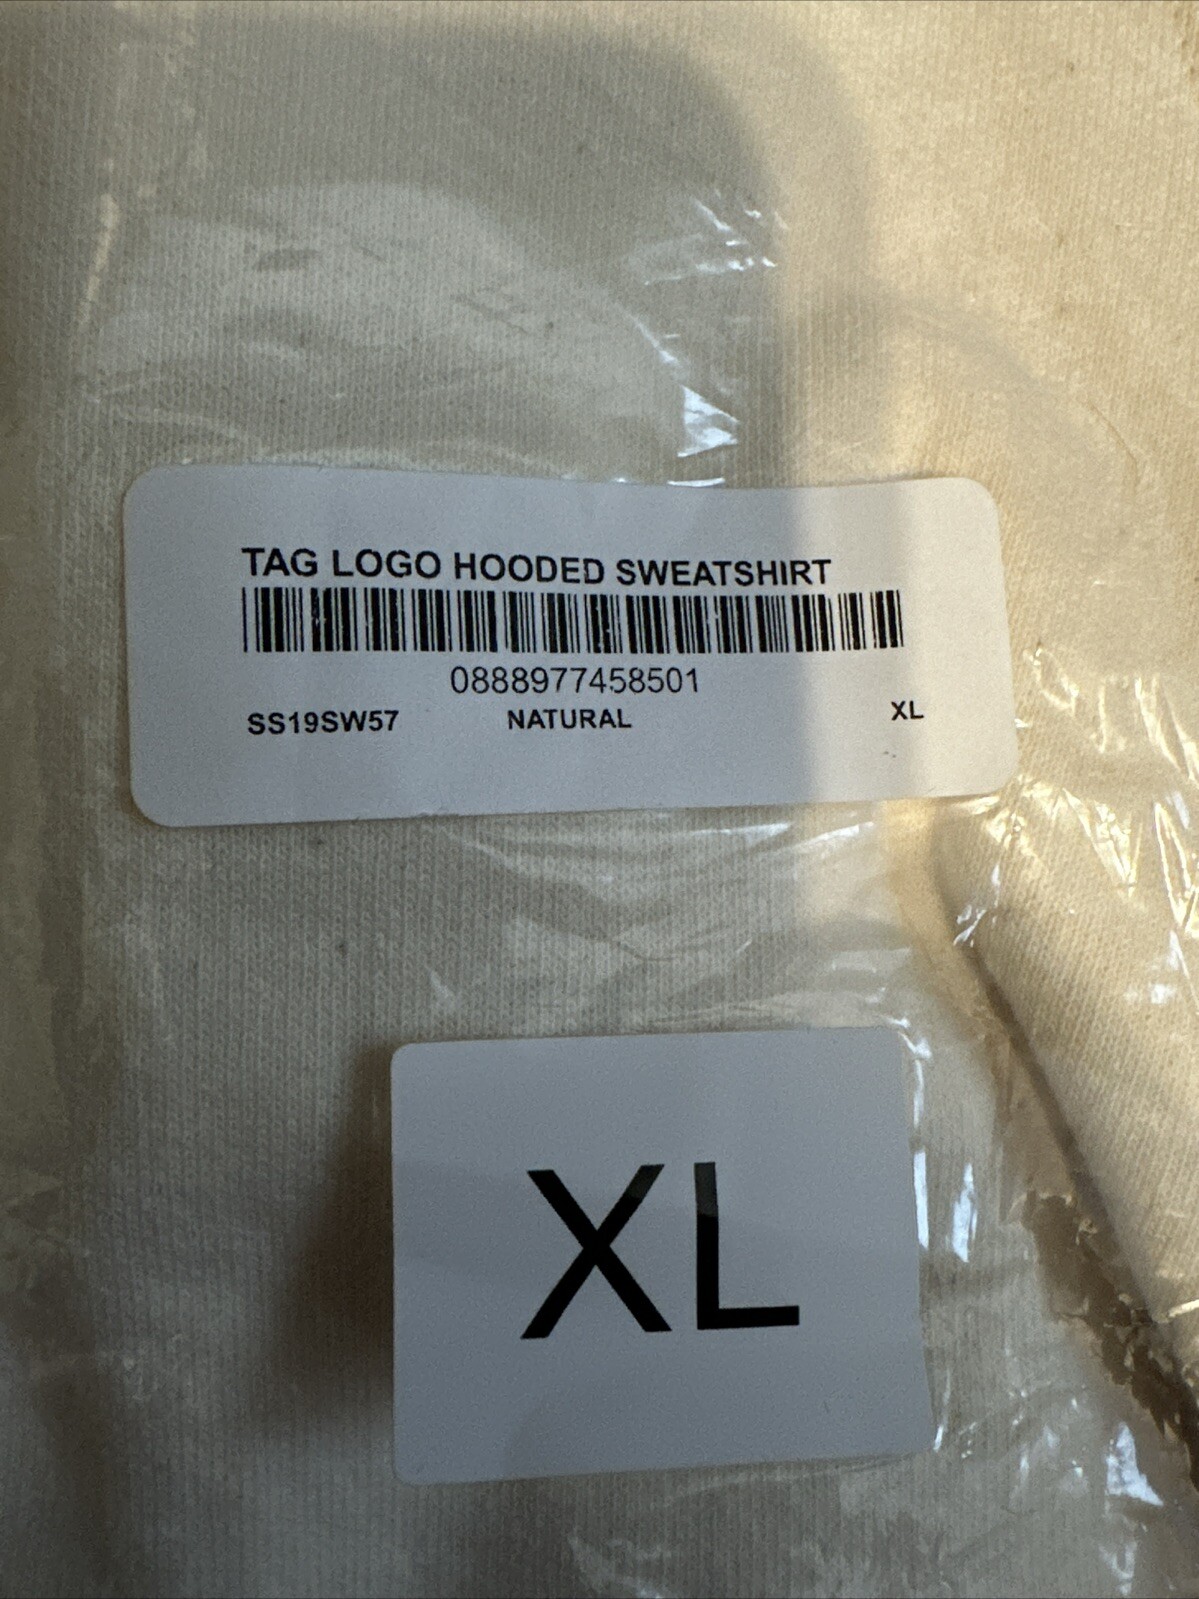 TAG LOGO HOODED SWEATSHIRT
0888977458501
SS19SW57 NATURAL XL
XL